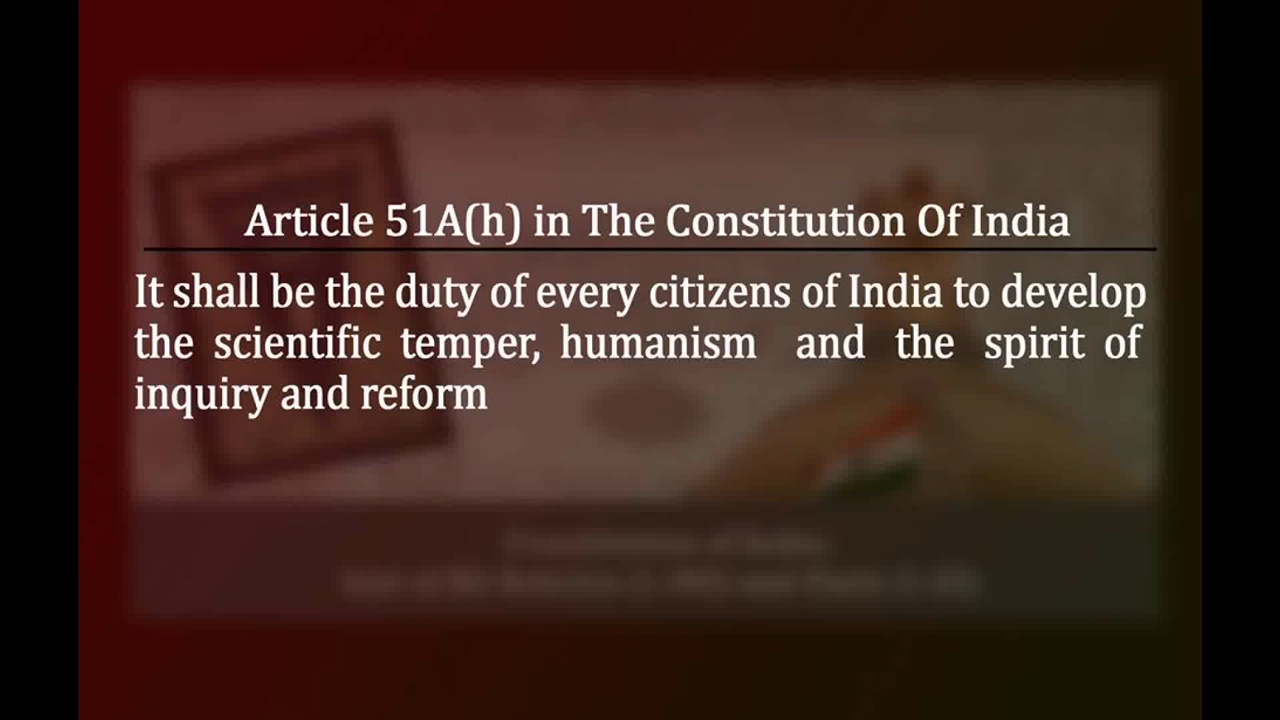 Article 51A(h) in The Constitution Of India
It shall be the duty of every citizens of India to develop
the scientific temper, humanism and the spirit of
inquiry and reform